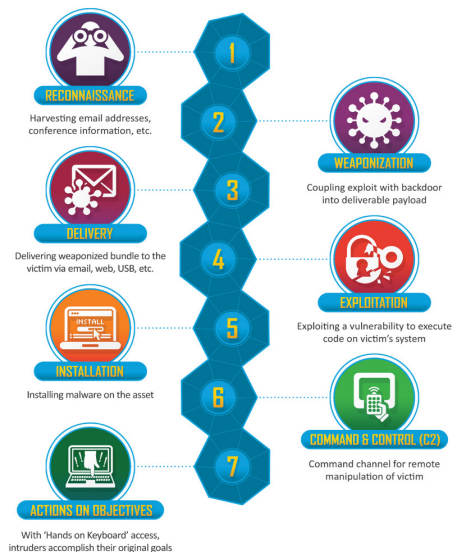 1
RECONNAISSANCE
Harvesting email addresses,
conference information, etc.
2
WEAPONIZATION
Coupling exploit with backdoor
into deliverable payload
3
DELIVERY
Delivering weaponized bundle to the
victim via email, web, USB, etc.
4
EXPLOITATION
Exploiting a vulnerability to execute
code on victim's system
5
INSTALL
INSTALLATION
Installing malware on the asset
6
COMMAND & CONTROL (C2)
Command channel for remote
manipulation of victim
7
ACTIONS ON OBJECTIVES
With 'Hands on Keyboard' access,
intruders accomplish their original goals